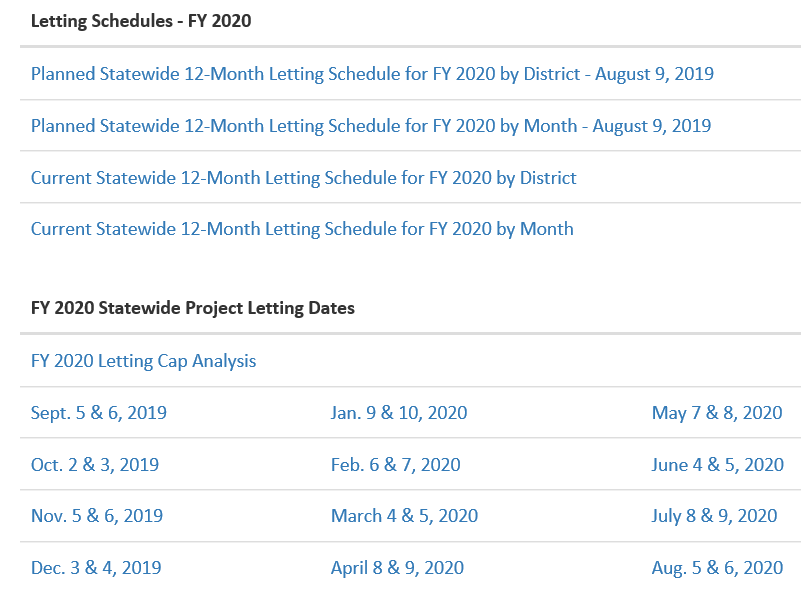 Letting Schedules - FY 2020
Planned Statewide 12-Month Letting Schedule for FY 2020 by District - August 9, 2019
Planned Statewide 12-Month Letting Schedule for FY 2020 by Month - August 9, 2019
Current Statewide 12-Month Letting Schedule for FY 2020 by District
Current Statewide 12-Month Letting Schedule for FY 2020 by Month
FY 2020 Statewide Project Letting Dates
FY 2020 Letting Cap Analysis
Sept. 5 & 6, 2019 Jan. 9 & 10, 2020 May 7 & 8, 2020
Oct. 2 & 3, 2019 Feb. 6 & 7, 2020 June 4 & 5, 2020
Nov. 5 & 6, 2019 March 4 & 5, 2020 July 8 & 9, 2020
Dec. 3 & 4, 2019 April 8 & 9, 2020 Aug. 5 & 6, 2020